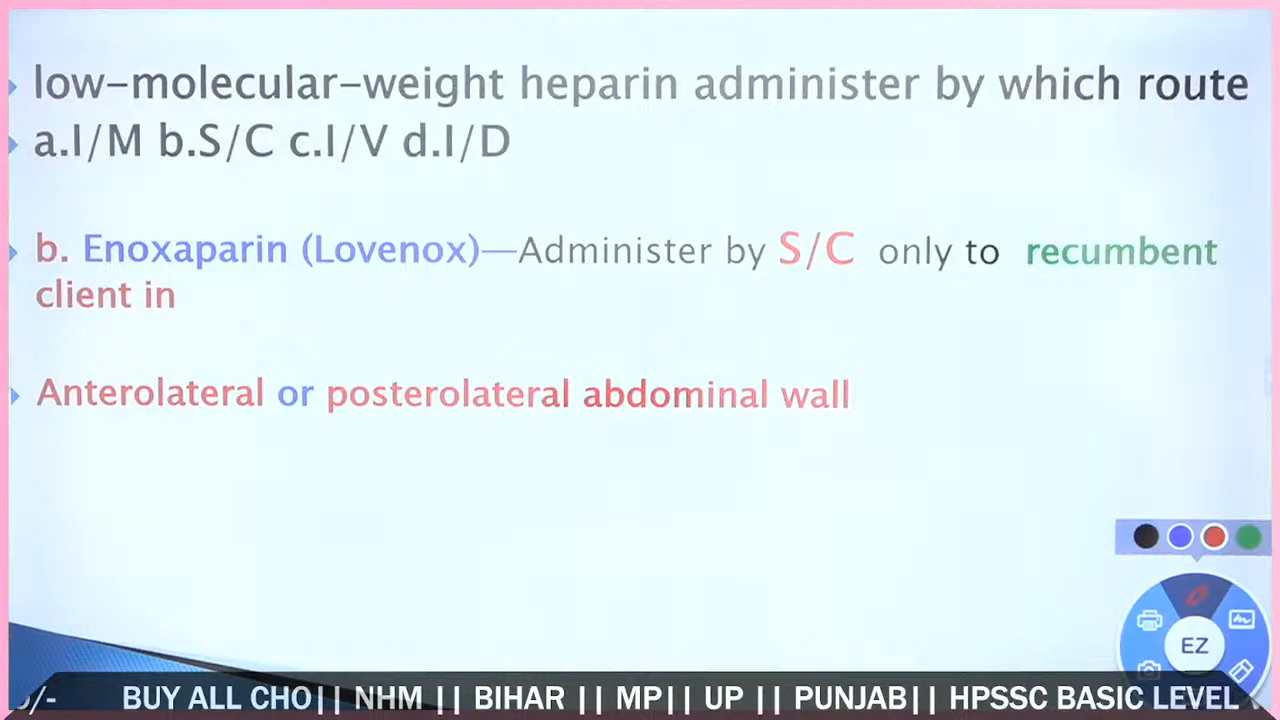 low-molecular-weight heparin administer by which route
a.I/M b.S/C c.I/V d.I/D
b. Enoxaparin (Lovenox)—Administer by S/C only to recumbent
client in
Anterolateral or posterolateral abdominal wall
EZ
/- BUY ALL CHO|| NHM || BIHAR || MP|| UP || PUNJAB|| HPSSC BASIC LEVEL